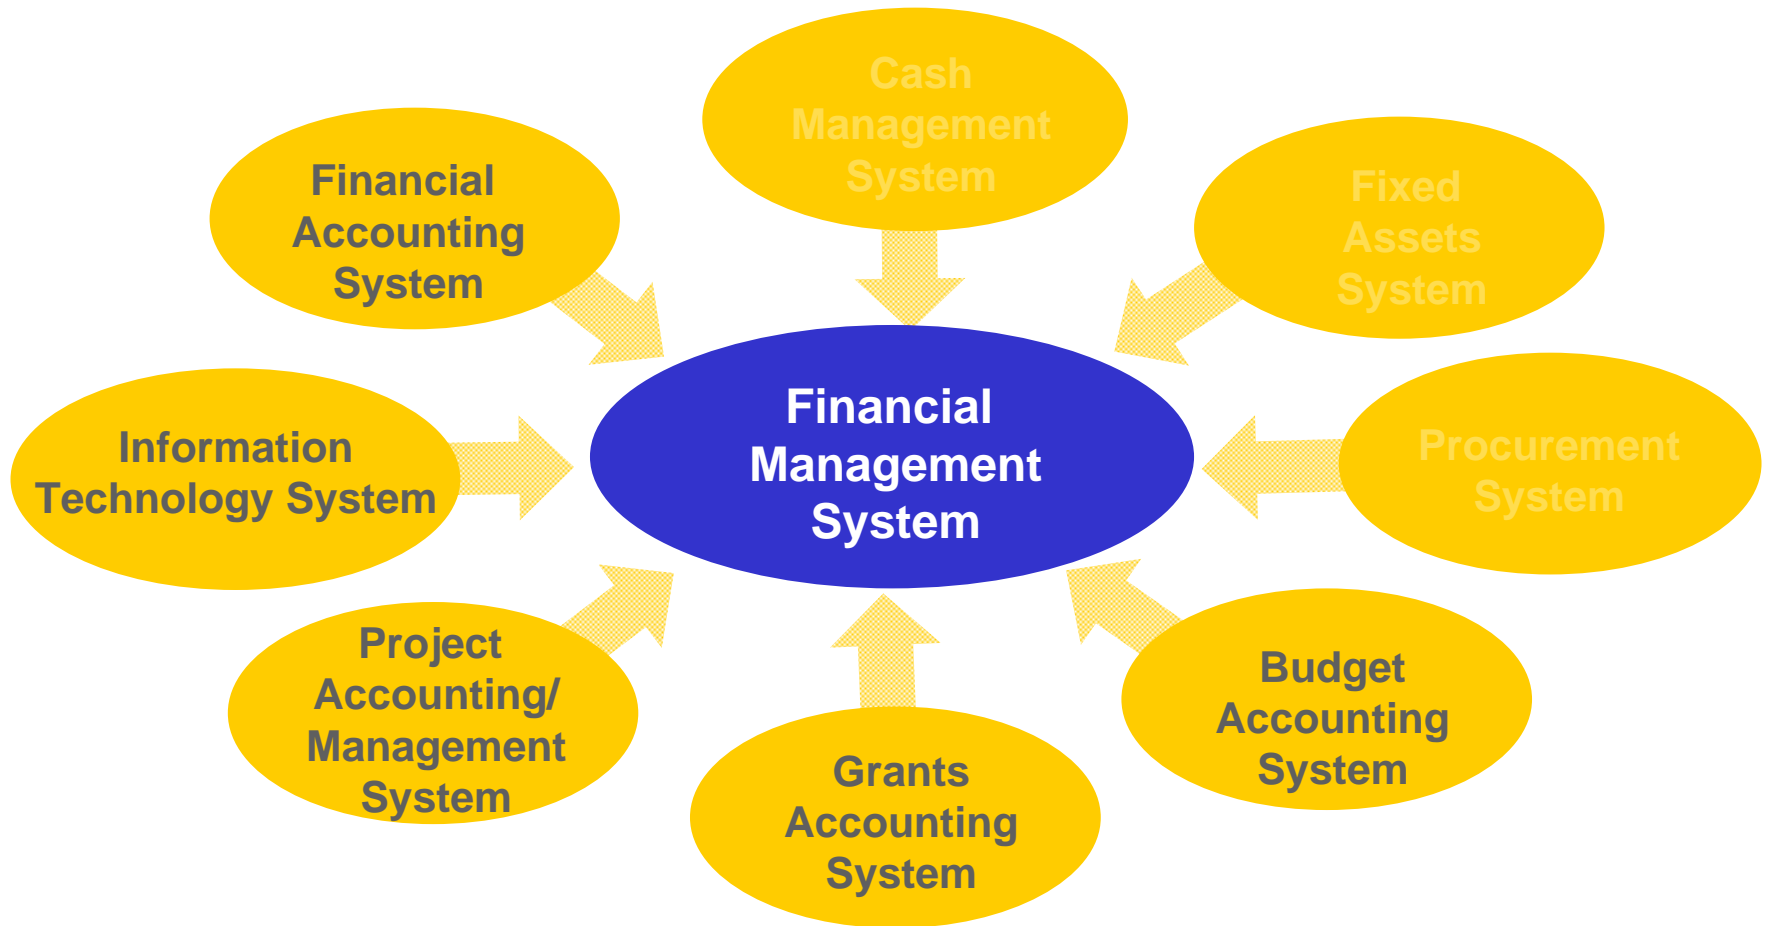 Cash
Management
System
Financial
Accounting
System
Fixed
Assets
System
Financial
Management
System
Information
Technology System
Procurement
System
Project
Accounting/
Management
System
Budget
Accounting
System
Grants
Accounting
System